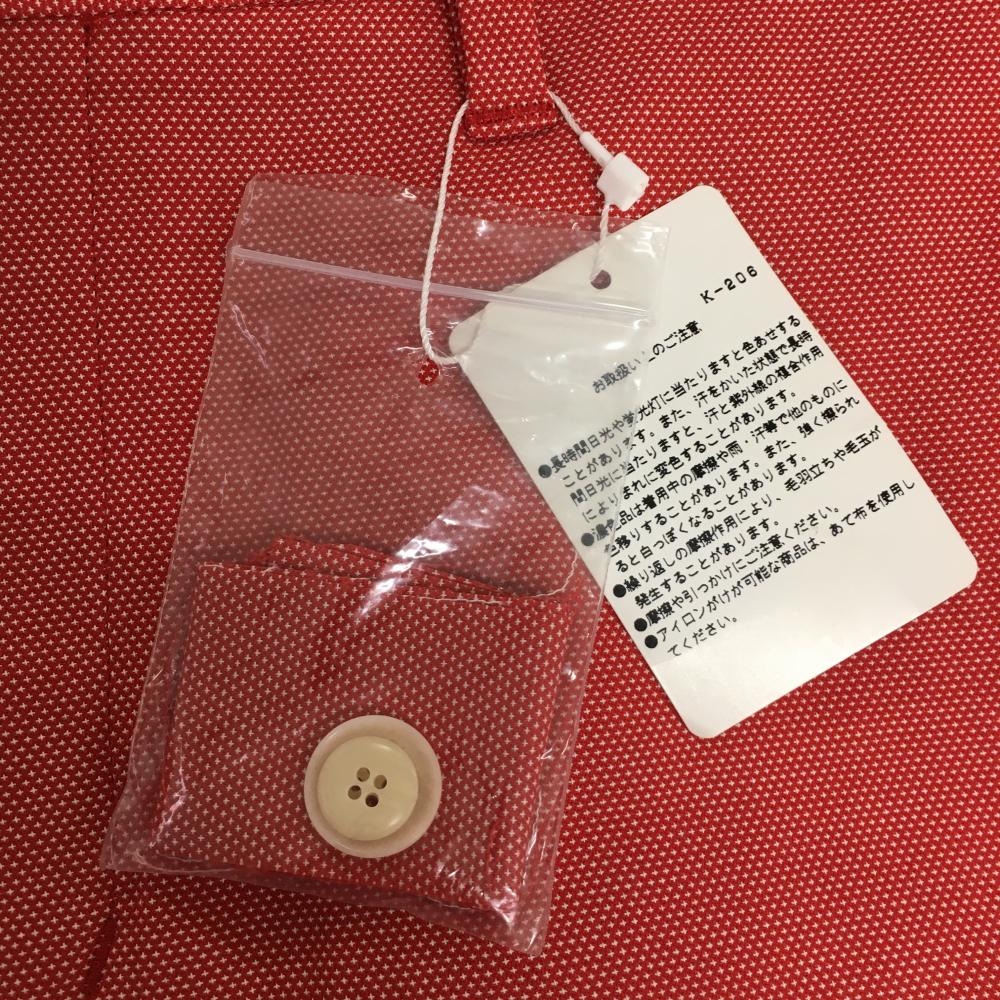 K-206
お取扱い上のご注意
●長時間日光や蛍光灯に当たりますと色あせする
ことがあります。また、汗をかいた状態で長時
間日光に当たりますと、汗と紫外線の複合作用
によりまれに変色することがあります。
●濃色品は着用中の摩擦や雨・汗等で他のものに
色移りすることがあります。また、強く擦られ
ると白っぽくなることがあります。
●繰り返しの摩擦作用により、毛羽立ちや毛玉が
発生することがあります。
●摩擦や引っかけにご注意ください。
●アイロンがけが可能な商品は、あて布を使用し
てください。